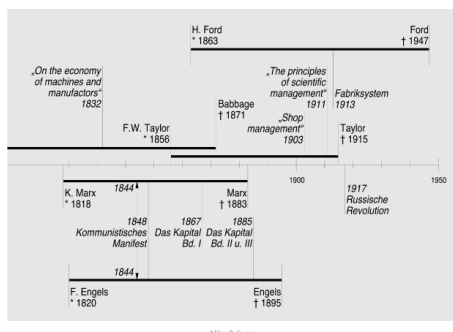 H. Ford
* 1863
Ford
† 1947
„On the economy
of machines and
manufactors“
1832
„The principles
of scientific
management“
1911
Fabriksystem
1913
Babbage
† 1871
„Shop
management“
1903
F.W. Taylor
* 1856
Taylor
† 1915
1900
1950
K. Marx
* 1818
1844
Marx
† 1883
1917
Russische
Revolution
1848
Kommunistisches
Manifest
1867
Das Kapital
Bd. I
1885
Das Kapital
Bd. II u. III
1844
F. Engels
* 1820
Engels
† 1895